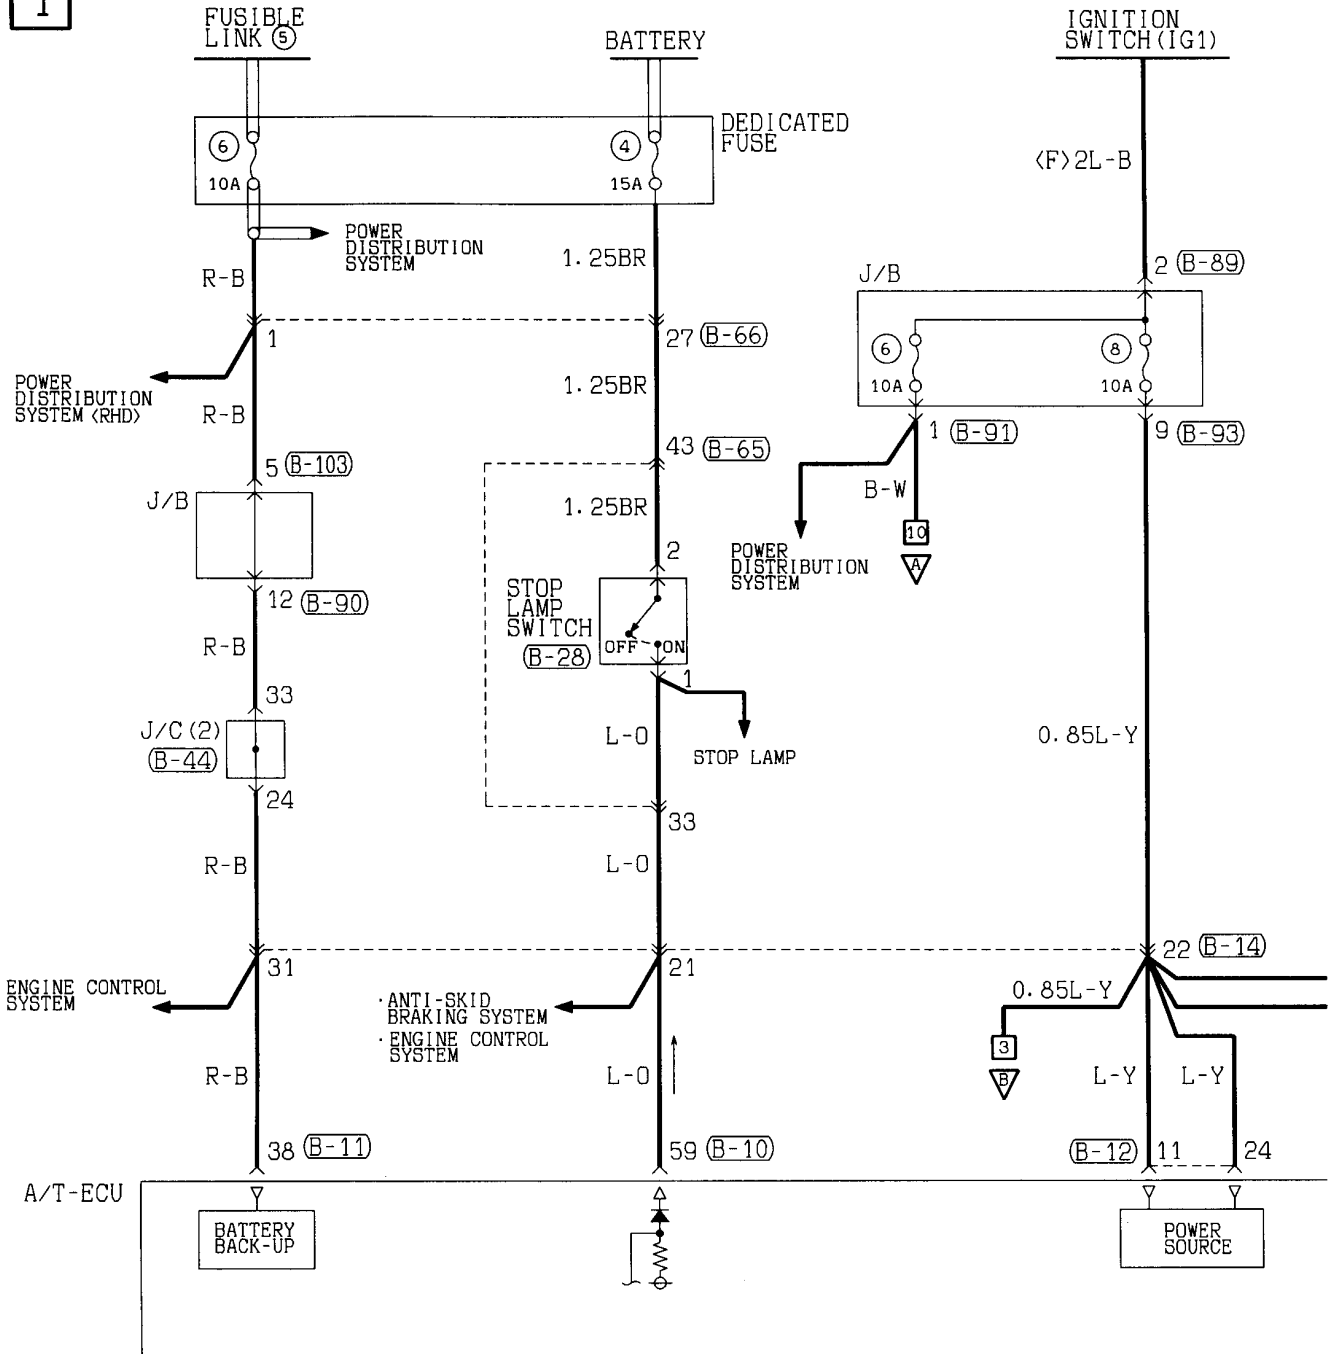 1
FUSIBLE
LINK ⑤
BATTERY
IGNITION
SWITCH(IG1)
DEDICATED
FUSE
⑥
10A
④
15A
〈F〉2L-B
POWER
DISTRIBUTION
SYSTEM
R-B
1.25BR
2 (B-89)
J/B
1
27 (B-66)
⑥
10A
⑧
10A
POWER
DISTRIBUTION
SYSTEM〈RHD〉
R-B
1.25BR
1 (B-91)
9 (B-93)
43 (B-65)
5 (B-103)
J/B
1.25BR
B-W
10
A
2
POWER
DISTRIBUTION
SYSTEM
STOP
LAMP
SWITCH
(B-28)
OFF ON
12 (B-90)
R-B
1
33
J/C(2)
(B-44)
L-O
STOP LAMP
0.85L-Y
24
33
R-B
L-O
31
21
22 (B-14)
ENGINE CONTROL
SYSTEM
·ANTI-SKID
BRAKING SYSTEM
·ENGINE CONTROL
SYSTEM
0.85L-Y
3
B
R-B
L-O
L-Y
L-Y
38 (B-11)
59 (B-10)
(B-12) 11
24
A/T-ECU
BATTERY
BACK-UP
POWER
SOURCE